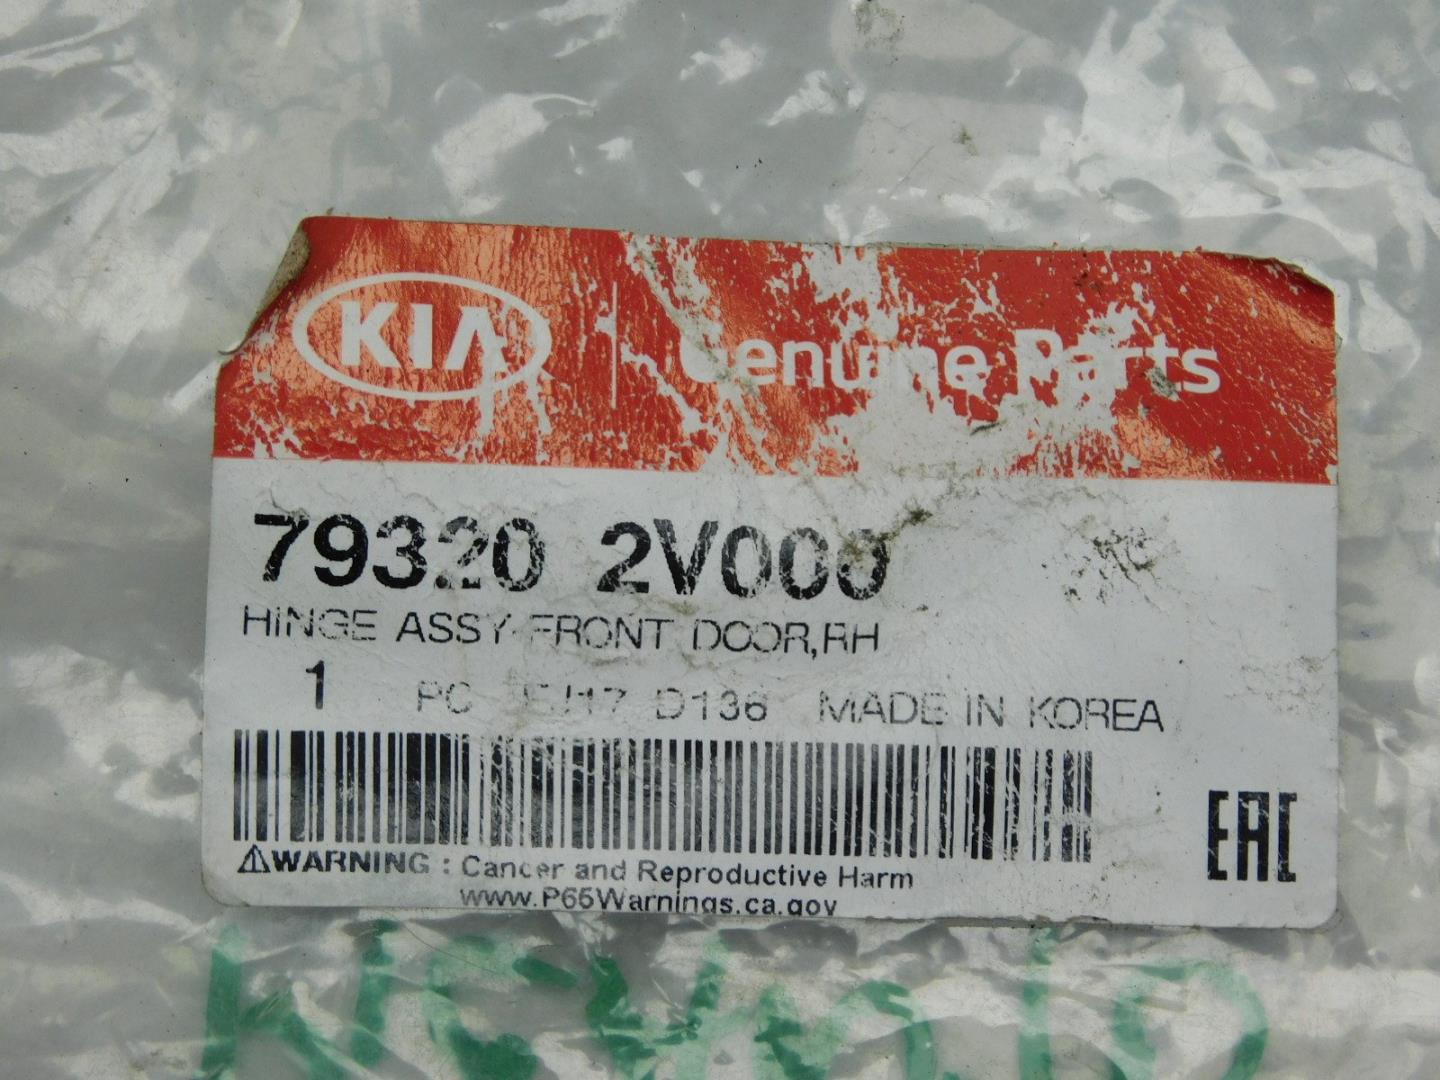 KIA Genuine Parts
79320 2V000
HINGE ASSY-FRONT DOOR,RH
1 PC D136 MADE IN KOREA
EAC
⚠WARNING : Cancer and Reproductive Harm
www.P65Warnings.ca.gov